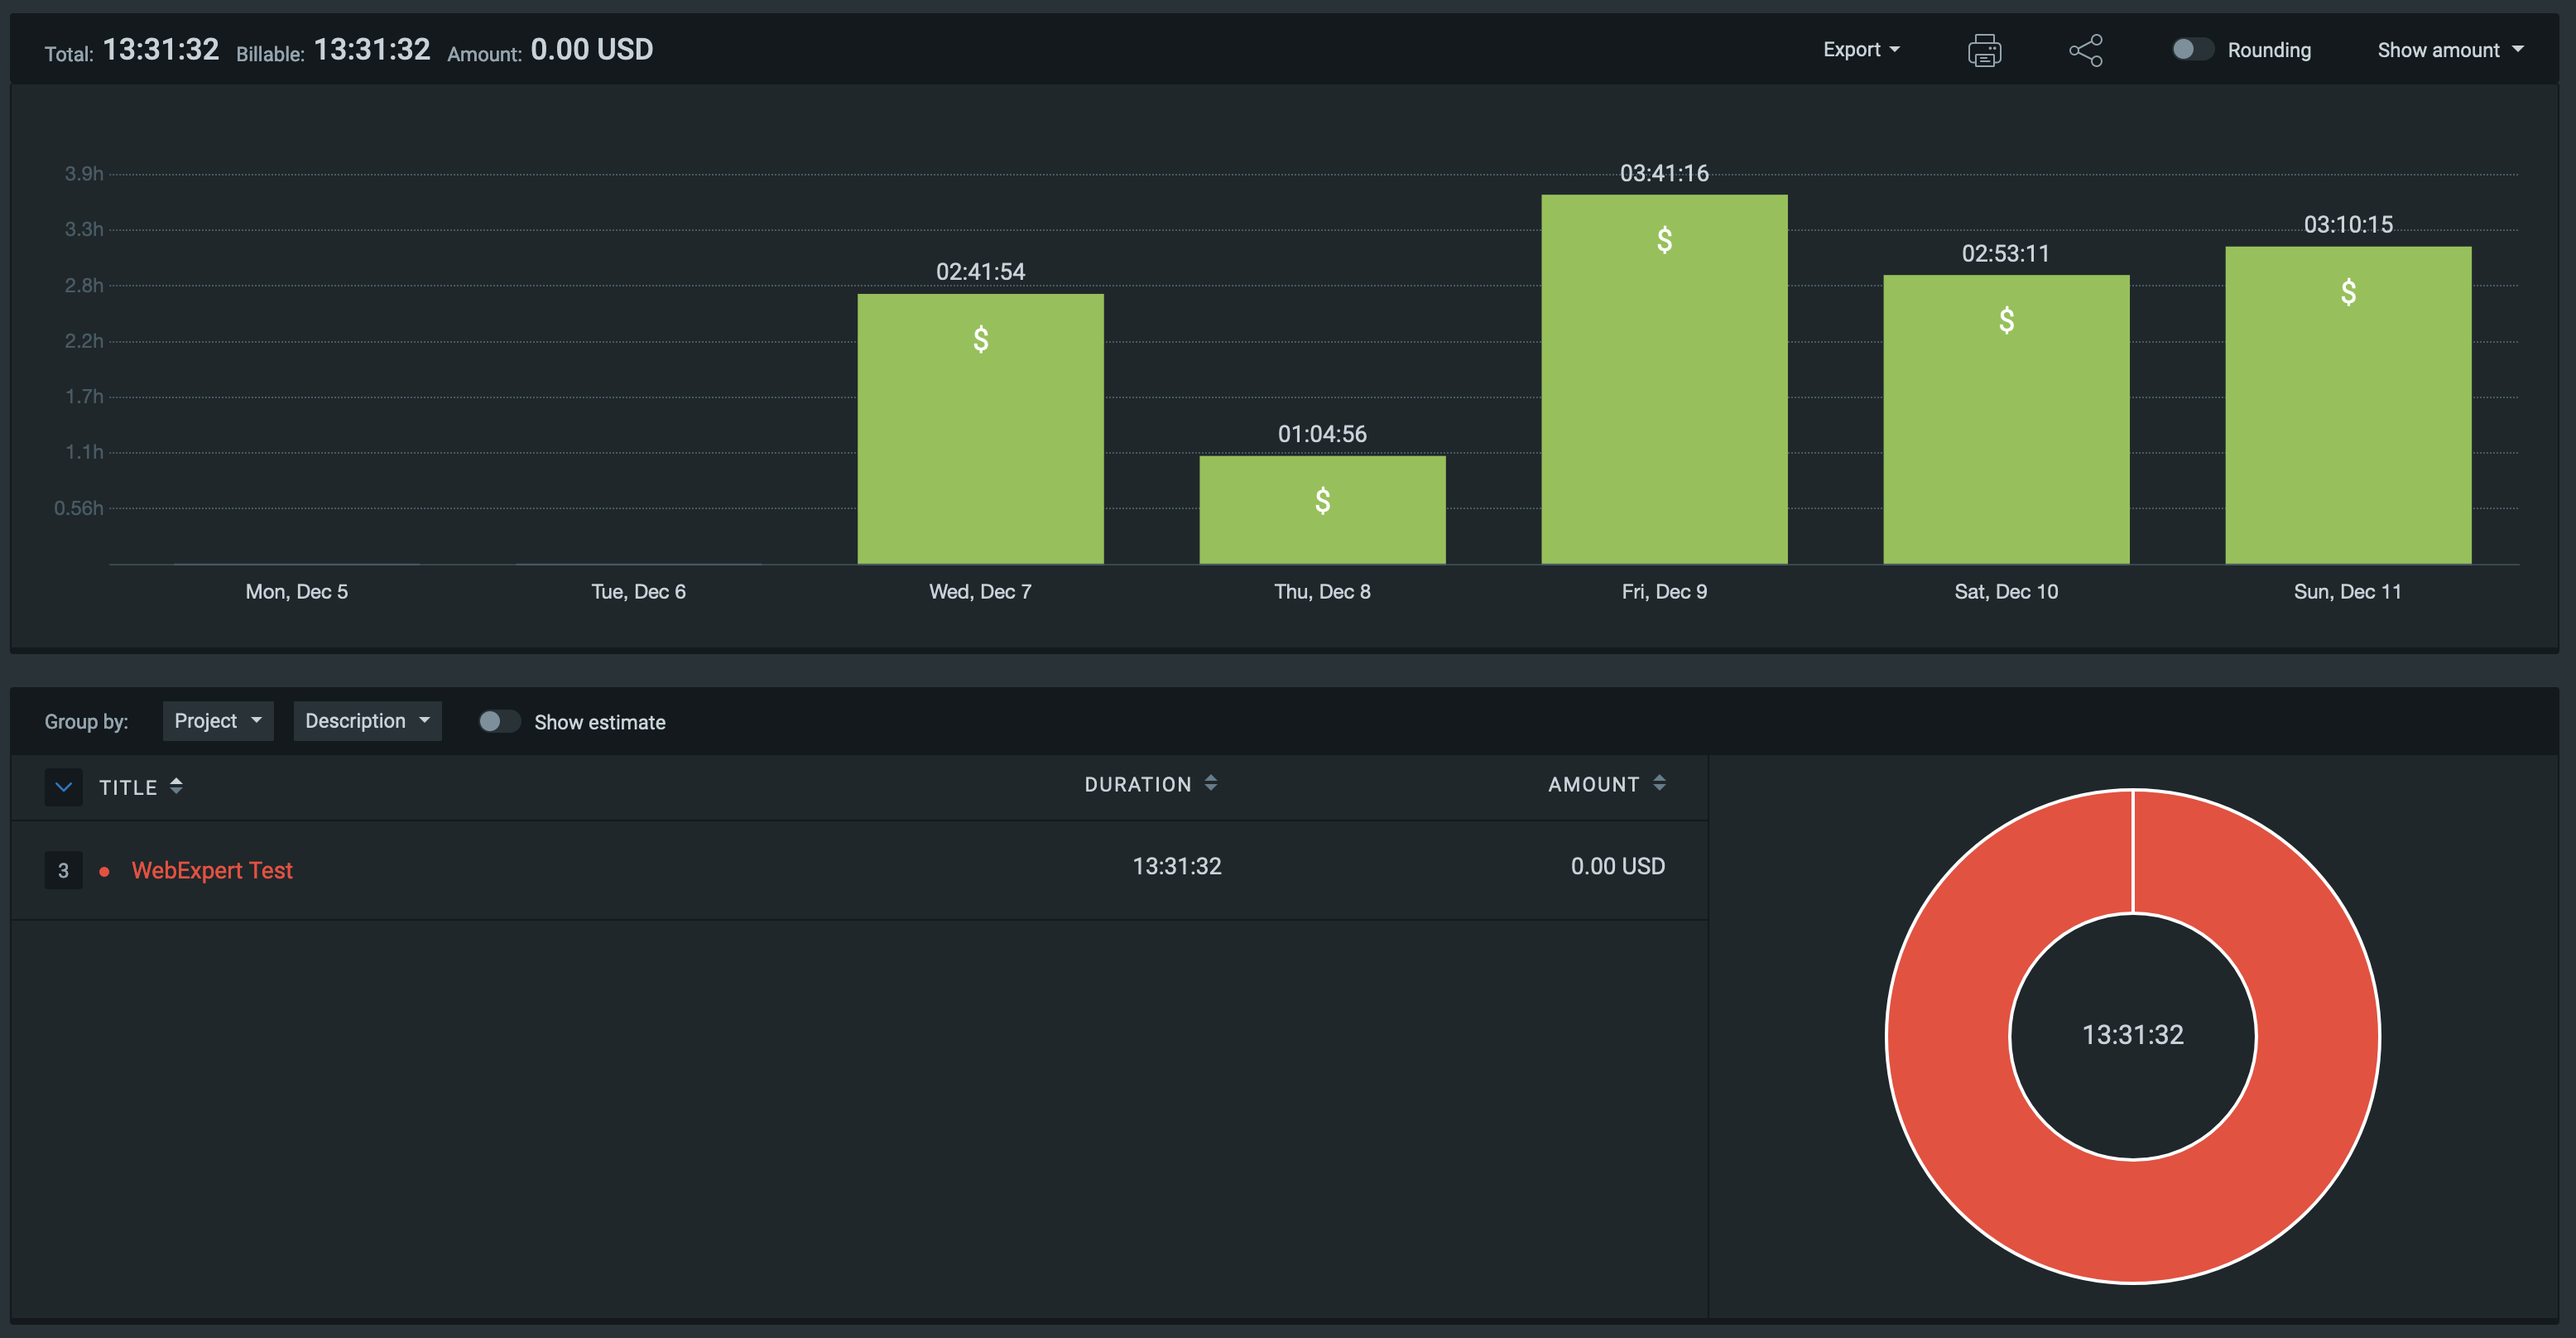 Total: 13:31:32 Billable: 13:31:32 Amount: 0.00 USD
Export
Rounding
Show amount
3.9h
3.3h
2.8h
2.2h
1.7h
1.1h
0.56h
02:41:54
$
01:04:56
$
03:41:16
$
02:53:11
$
03:10:15
$
Mon, Dec 5
Tue, Dec 6
Wed, Dec 7
Thu, Dec 8
Fri, Dec 9
Sat, Dec 10
Sun, Dec 11
Group by: Project Description Show estimate
TITLE DURATION AMOUNT
3 WebExpert Test 13:31:32 0.00 USD
13:31:32